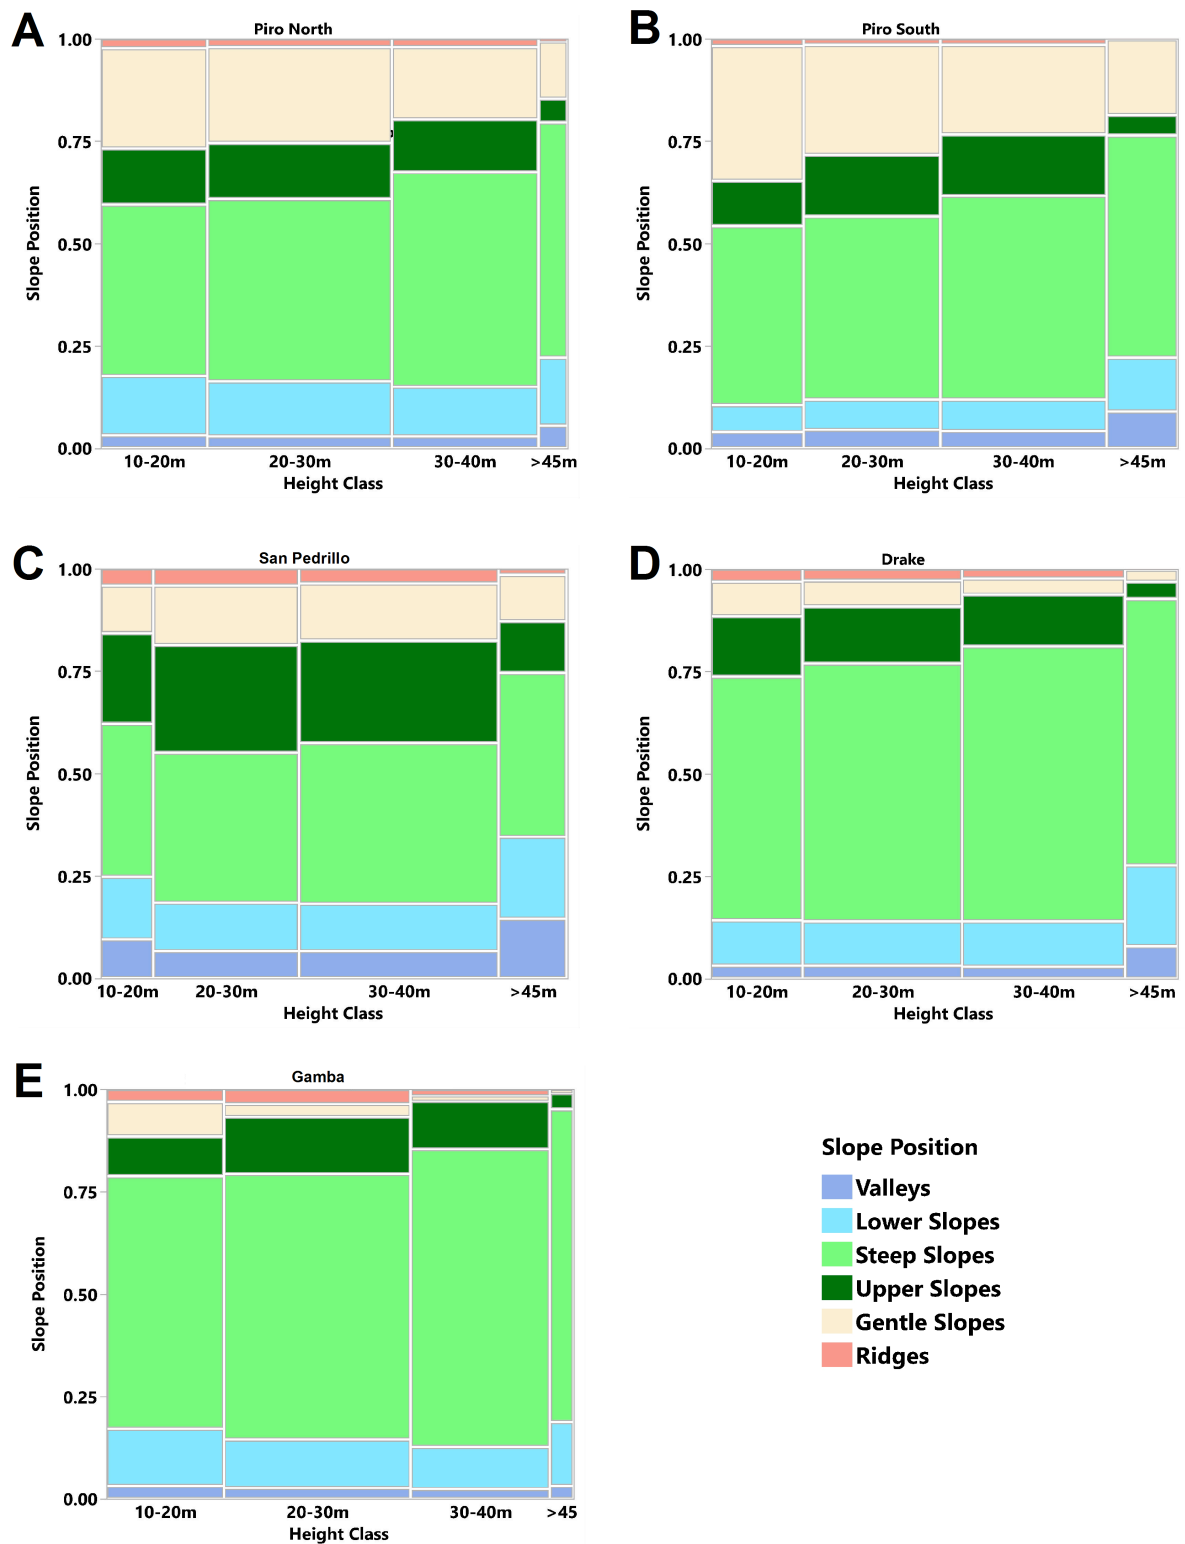 A
Piro North
1.00
0.75
0.50
0.25
0.00
Slope Position
10-20m 20-30m 30-40m >45m
Height Class
B
Piro South
1.00
0.75
0.50
0.25
0.00
Slope Position
10-20m 20-30m 30-40m >45m
Height Class
C
San Pedrillo
1.00
0.75
0.50
0.25
0.00
Slope Position
10-20m 20-30m 30-40m >45m
Height Class
D
Drake
1.00
0.75
0.50
0.25
0.00
Slope Position
10-20m 20-30m 30-40m >45m
Height Class
E
Gamba
1.00
0.75
0.50
0.25
0.00
Slope Position
10-20m 20-30m 30-40m >45
Height Class
Slope Position
Valleys
Lower Slopes
Steep Slopes
Upper Slopes
Gentle Slopes
Ridges